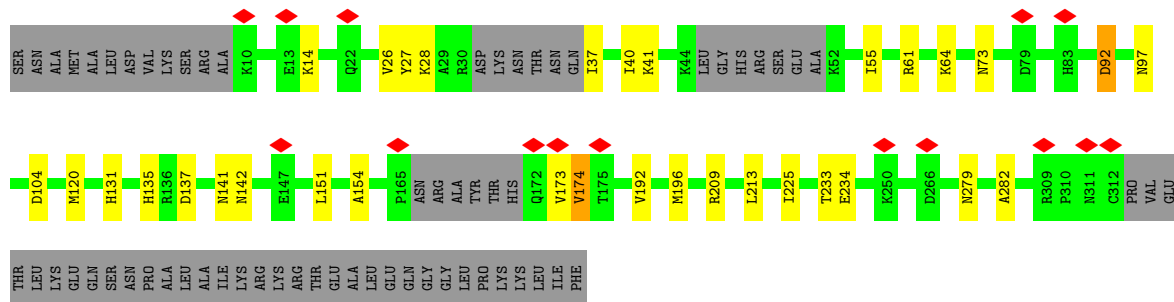 SER ASN ALA MET ALA LEU ASP VAL LYS SER ARG ALA K10 E13 K14 Q22 V26 Y27 K28 A29 R30 ASP LYS ASN THR ASN GLN I37 I40 K41 K44 LEU GLY HIS ARG SER GLU ALA K52 I55 R61 K64 N73 D79 H83 D92 N97
D104 M120 H131 H135 R136 D137 N141 N142 E147 L151 A154 P165 ASN ARG ALA TYR THR HIS Q172 V173 V174 T175 V192 M196 R209 L213 I225 T233 E234 K250 D266 N279 A282 R309 P310 N311 C312 PRO VAL GLU
THR LEU LYS GLU GLN SER ASN PRO ALA LEU ALA ILE LYS ARG LYS ARG THR GLU ALA LEU GLU GLN GLY GLY LEU PRO LYS LYS LEU ILE PHE